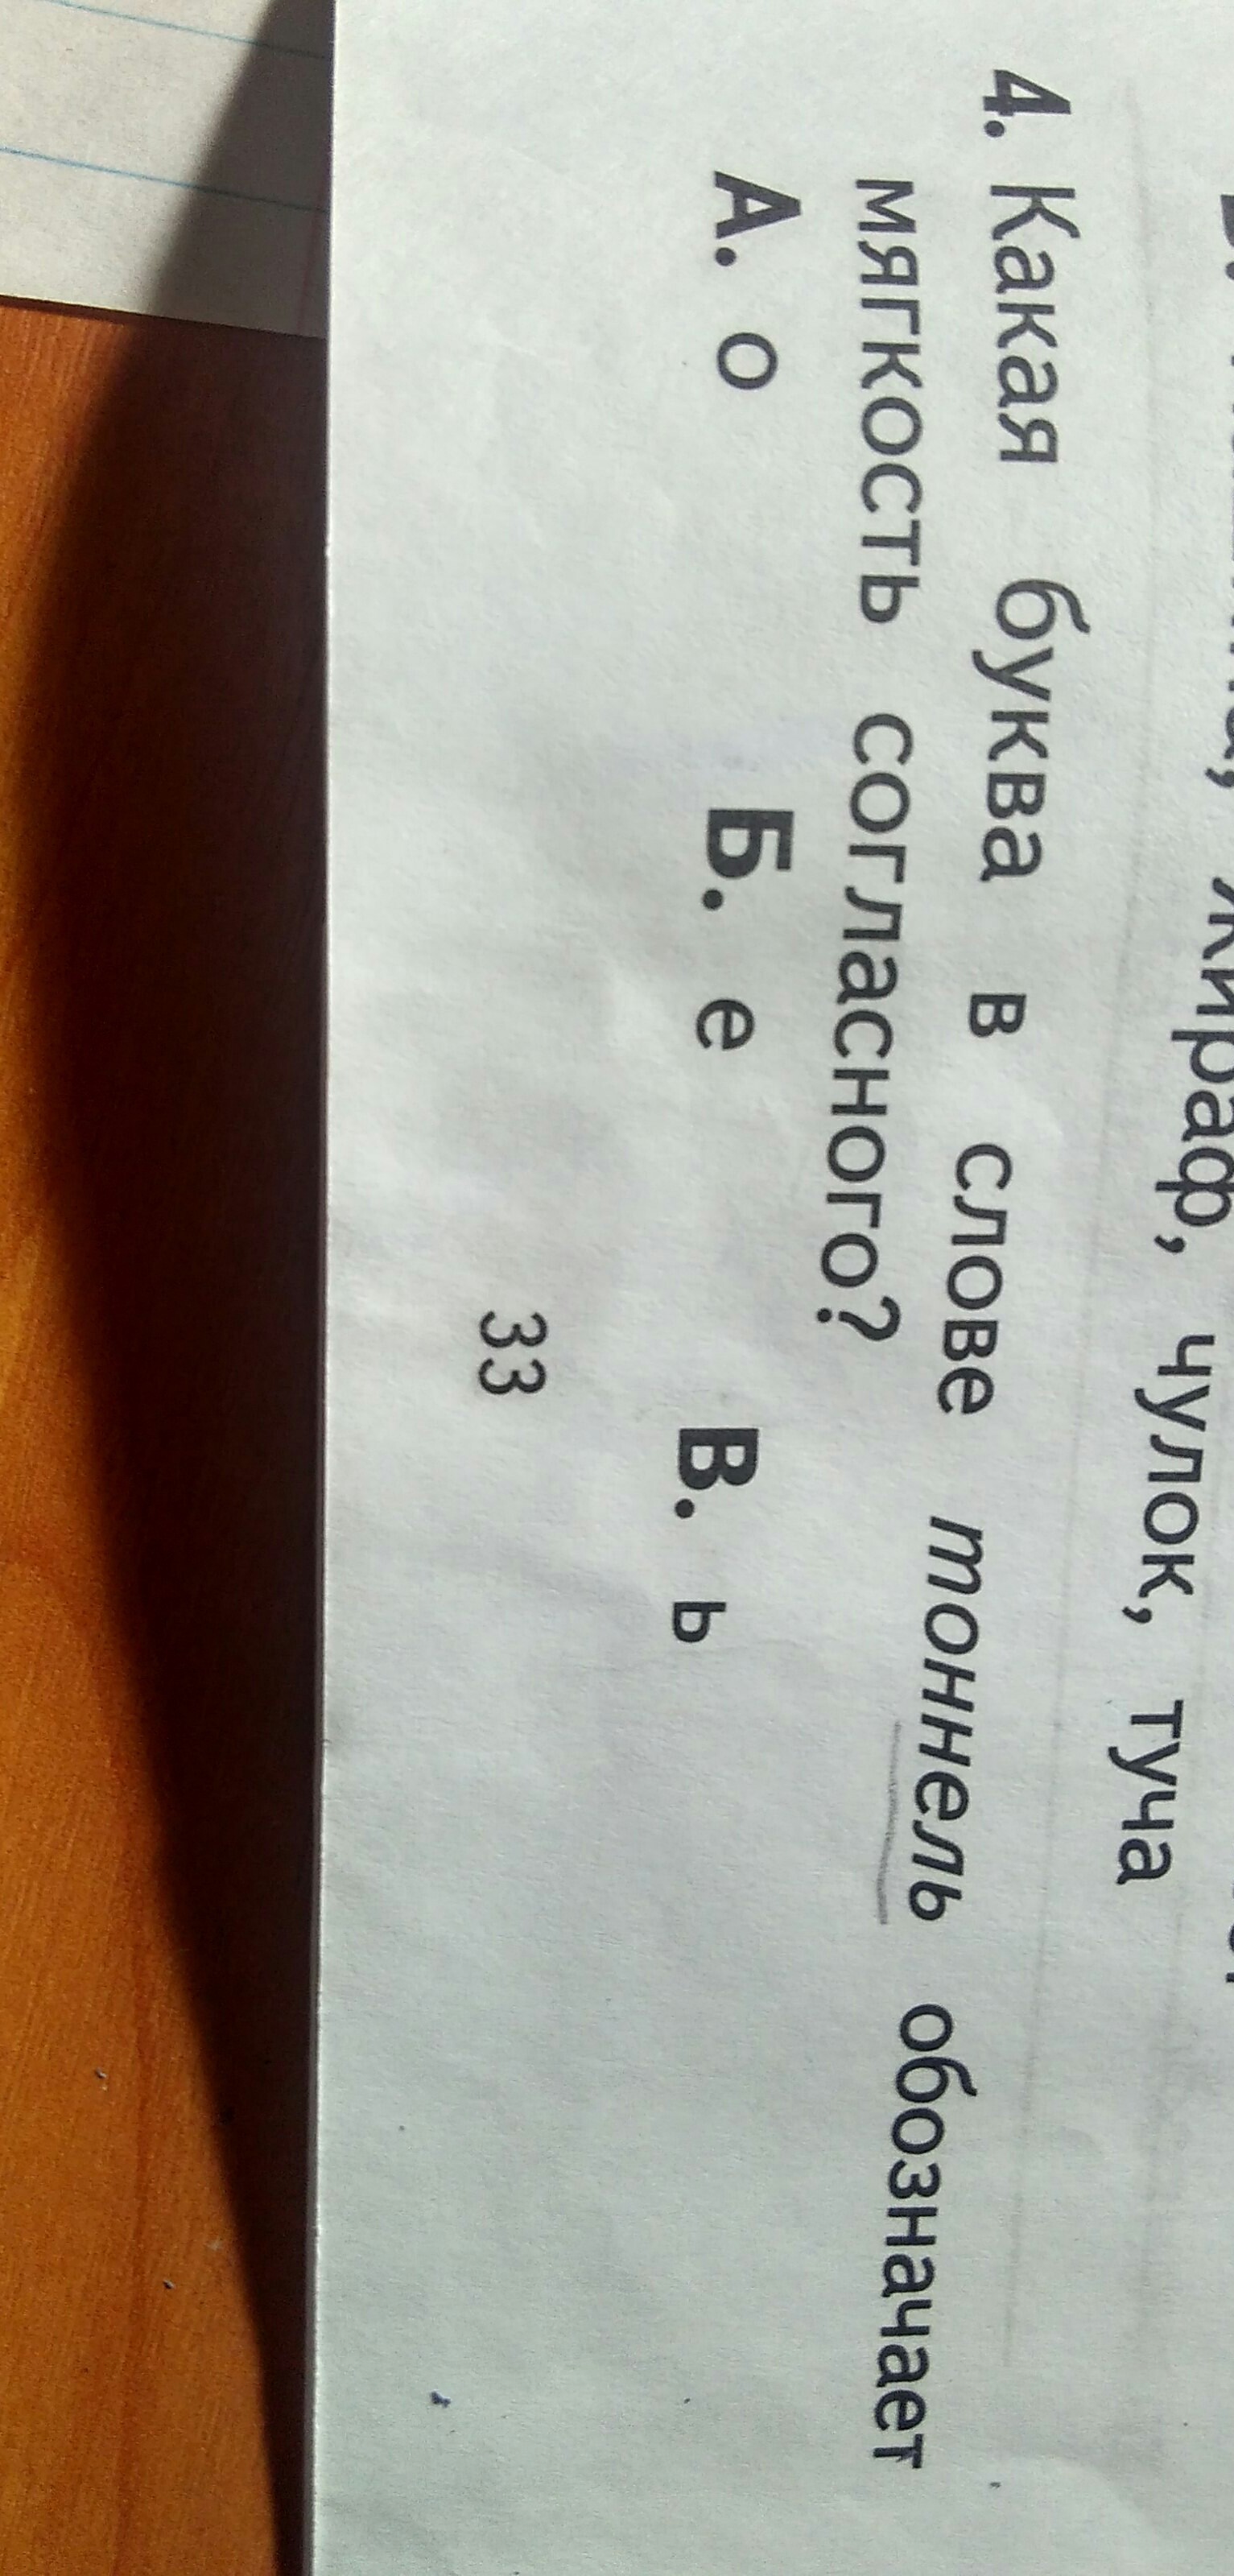 жираф, чулок, туча
4. Какая буква в слове тоннель обозначает
мягкость согласного?
А. о Б. е В. ь
33